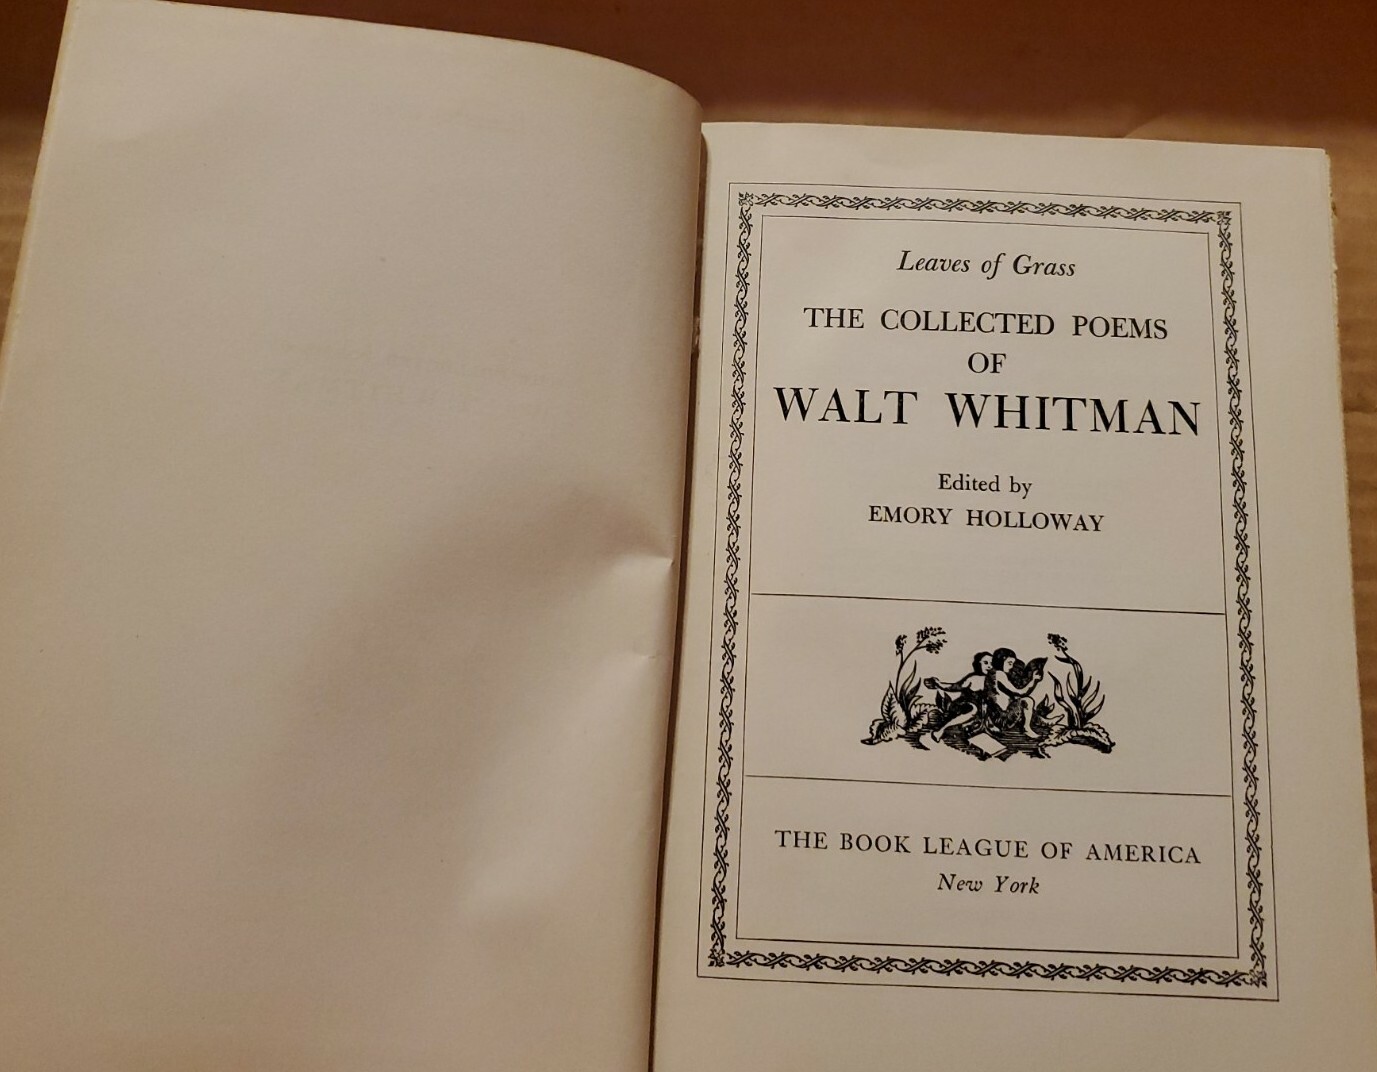 Leaves of Grass
THE COLLECTED POEMS
OF
WALT WHITMAN
Edited by
EMORY HOLLOWAY
THE BOOK LEAGUE OF AMERICA
New York